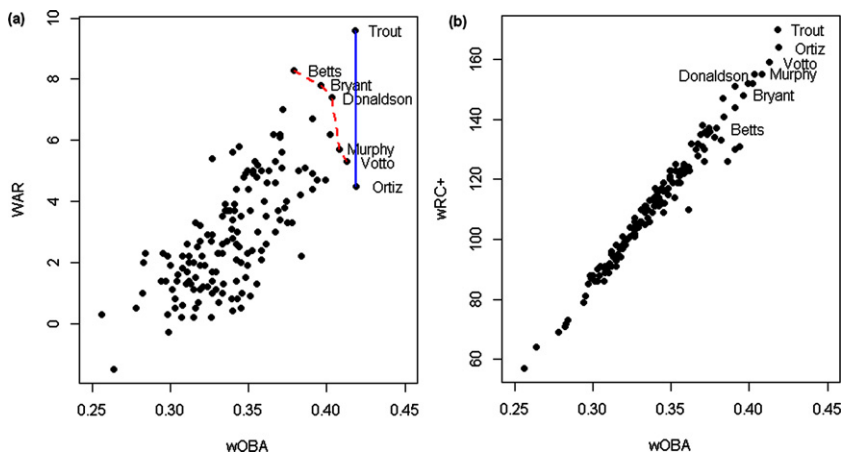 (a)
10
8
6
4
2
0
WAR
Trout
Betts
Bryant
Donaldson
Murphy
Votto
Ortiz
0.25 0.30 0.35 0.40 0.45
wOBA
(b)
160
140
120
100
80
60
wRC+
Trout
Ortiz
Votto
Donaldson Murphy
Bryant
Betts
0.25 0.30 0.35 0.40 0.45
wOBA